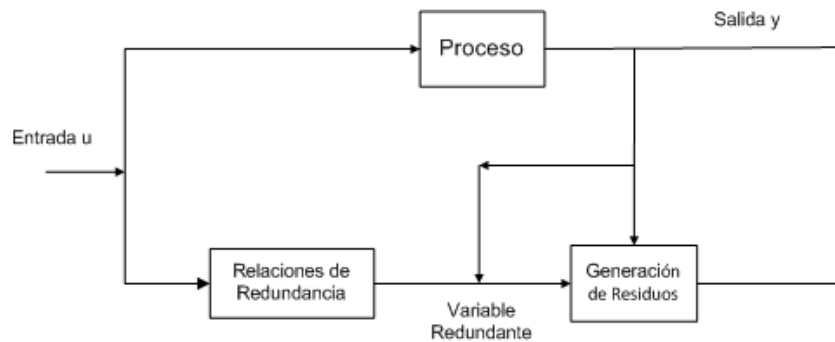 Salida y
Proceso
Entrada u
Relaciones de
Redundancia
Generación
de Residuos
Variable
Redundante